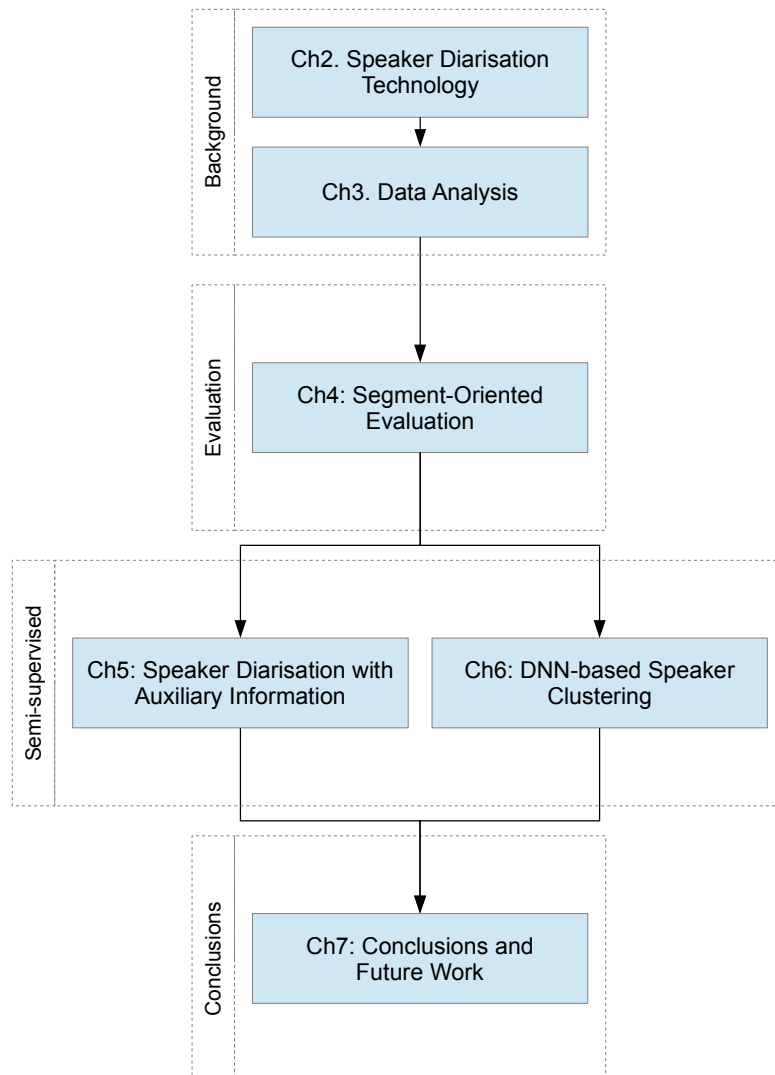 Background
Ch2. Speaker Diarisation
Technology
Ch3. Data Analysis
Evaluation
Ch4: Segment-Oriented
Evaluation
Semi-supervised
Ch5: Speaker Diarisation with
Auxiliary Information
Ch6: DNN-based Speaker
Clustering
Conclusions
Ch7: Conclusions and
Future Work